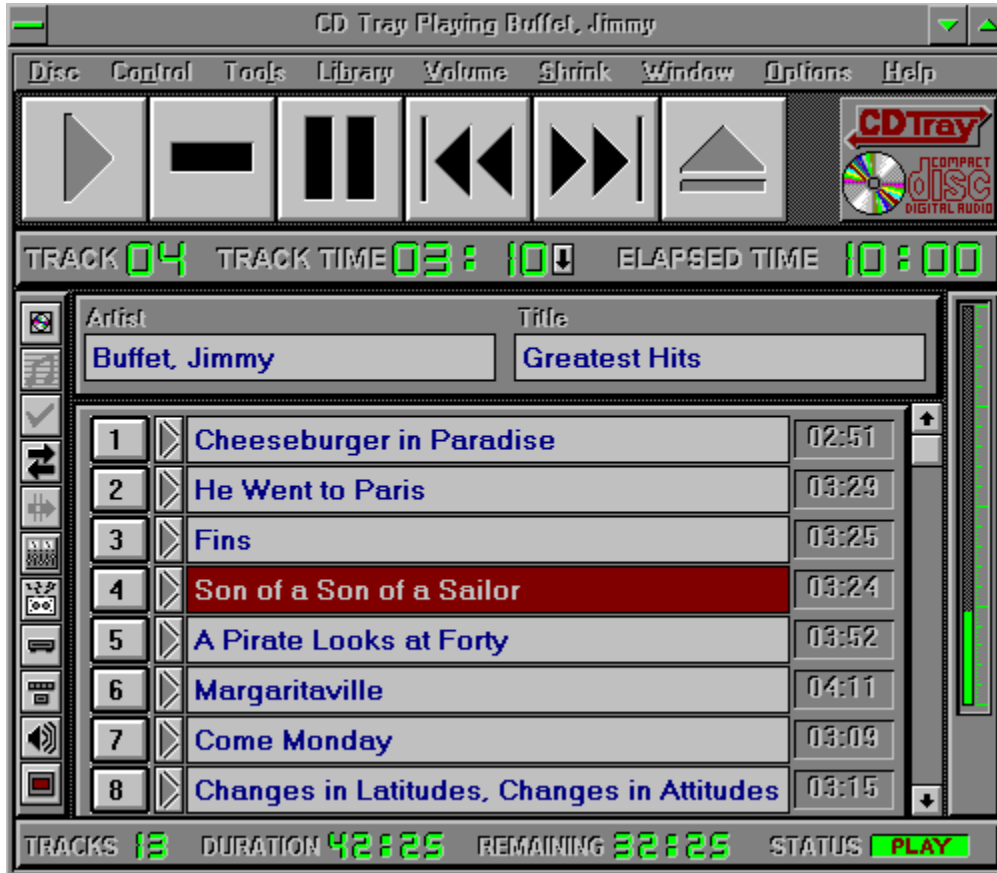 CD Tray Playing Buffet, Jimmy
Disc Control Tools Library Volume Shrink Window Options Help
CD Tray
COMPACT
disc
DIGITAL AUDIO
TRACK 04 TRACK TIME 03:10 ELAPSED TIME 10:00
Artist Title
Buffet, Jimmy Greatest Hits
1 Cheeseburger in Paradise 02:51
2 He Went to Paris 03:29
3 Fins 03:25
4 Son of a Son of a Sailor 03:24
5 A Pirate Looks at Forty 03:52
6 Margaritaville 04:11
7 Come Monday 03:09
8 Changes in Latitudes, Changes in Attitudes 03:15
TRACKS 13 DURATION 42:25 REMAINING 32:25 STATUS PLAY